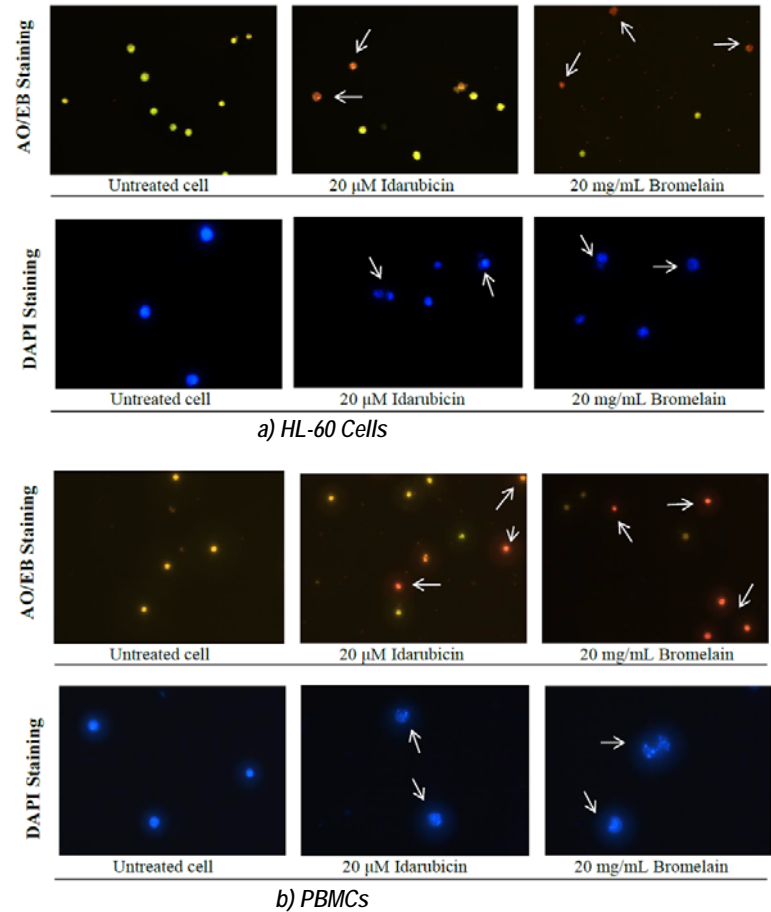 AO/EB Staining
Untreated cell
20 μM Idarubicin
20 mg/mL Bromelain
DAPI Staining
Untreated cell
20 μM Idarubicin
20 mg/mL Bromelain
a) HL-60 Cells
AO/EB Staining
Untreated cell
20 μM Idarubicin
20 mg/mL Bromelain
DAPI Staining
Untreated cell
20 μM Idarubicin
20 mg/mL Bromelain
b) PBMCs